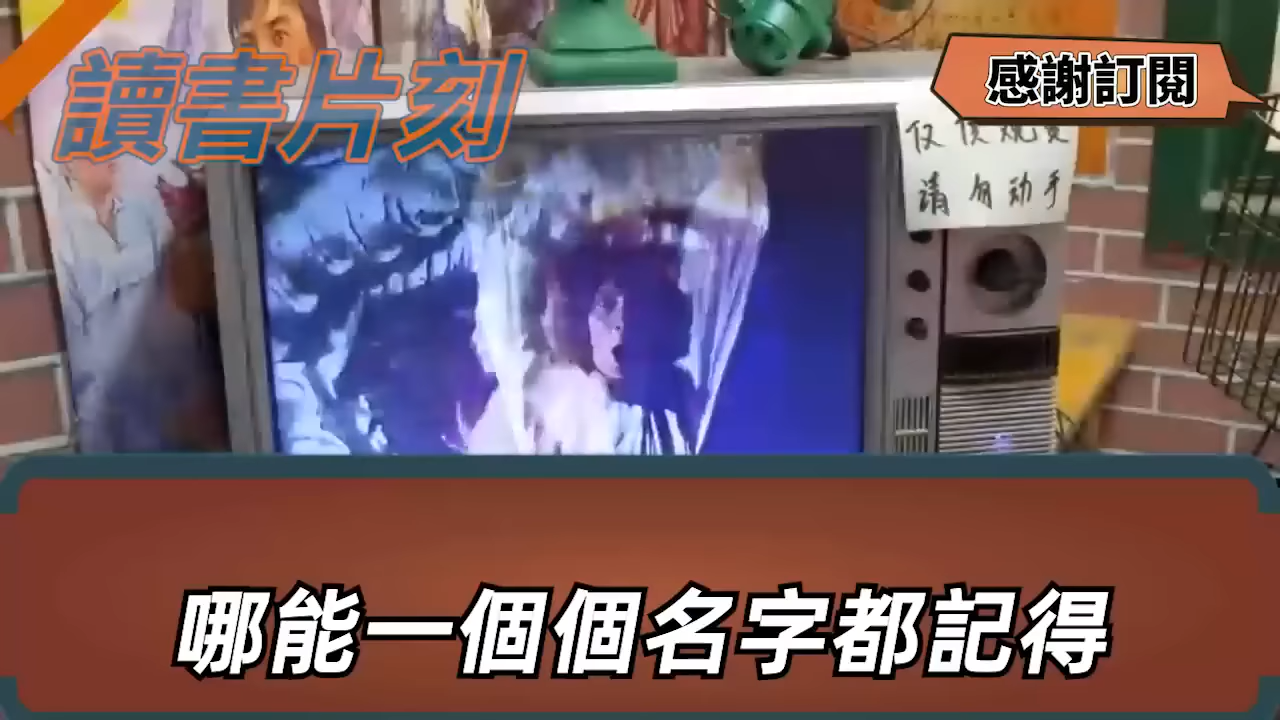 讀書片刻
感謝訂閱
仅供观赏
请勿动手
哪能一個個名字都記得